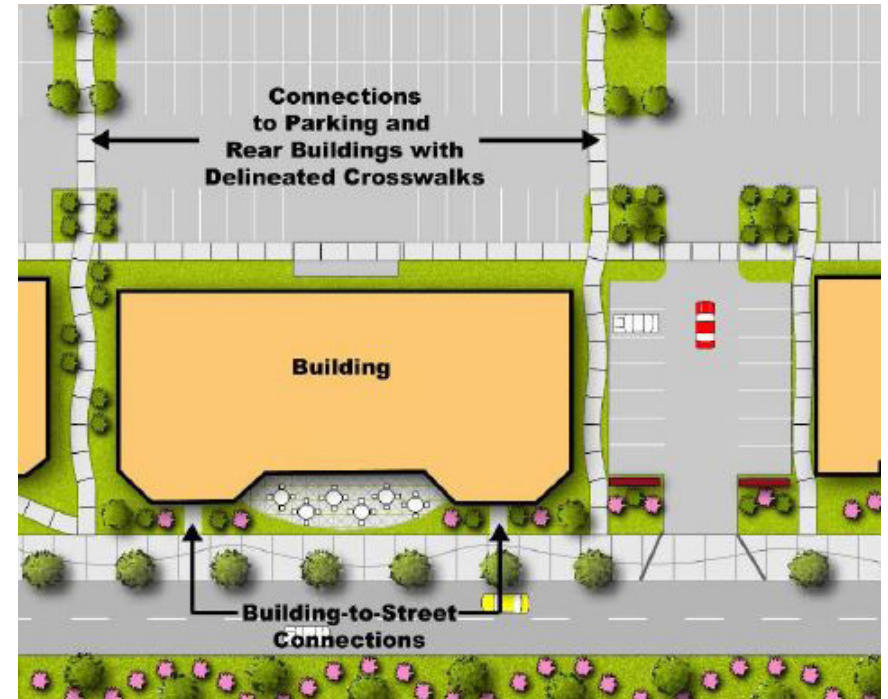 Connections
to Parking and
Rear Buildings with
Delineated Crosswalks
Building
Building-to-Street
Connections